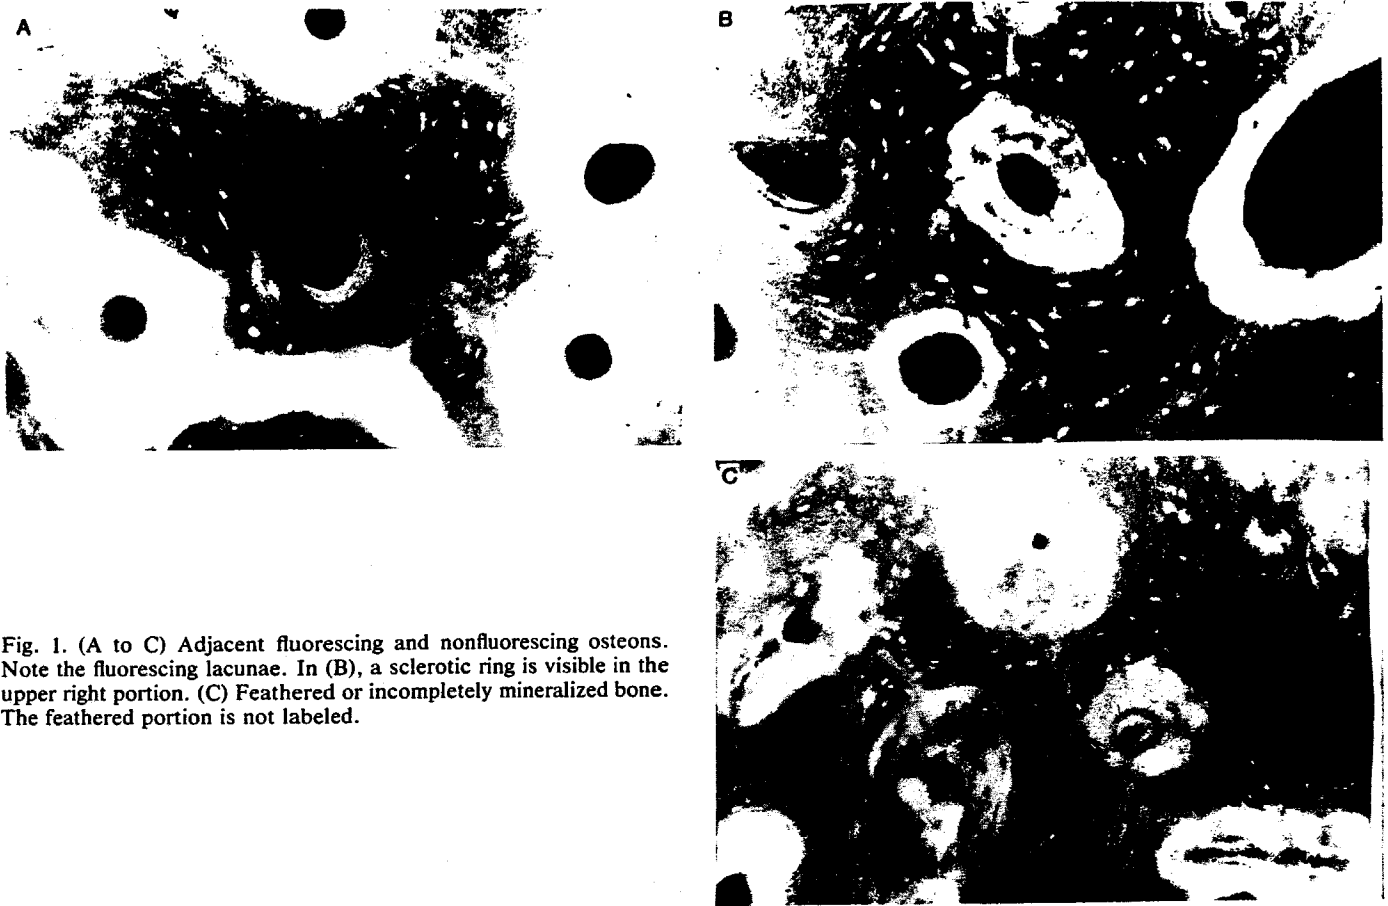 A
B
C
Fig. 1. (A to C) Adjacent fluorescing and nonfluorescing osteons.
Note the fluorescing lacunae. In (B), a sclerotic ring is visible in the
upper right portion. (C) Feathered or incompletely mineralized bone.
The feathered portion is not labeled.